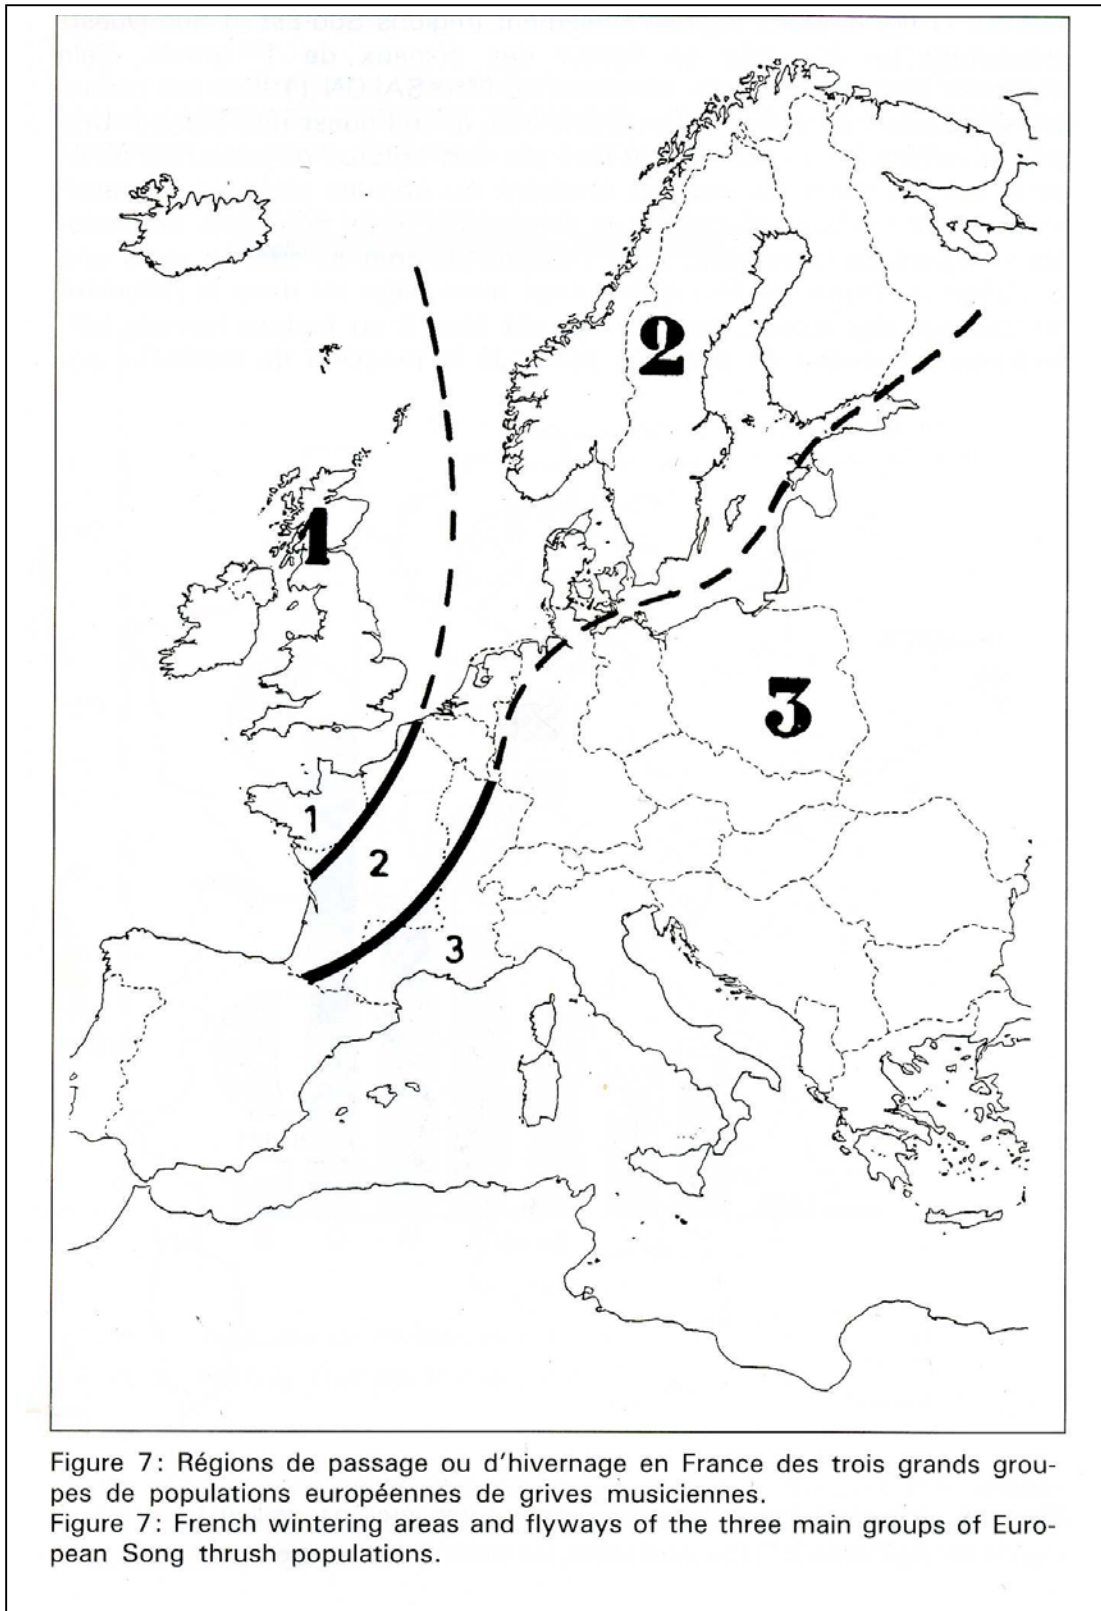 1
2
3
1
2
3
Figure 7: Régions de passage ou d'hivernage en France des trois grands grou-
pes de populations européennes de grives musiciennes.
Figure 7: French wintering areas and flyways of the three main groups of Euro-
pean Song thrush populations.